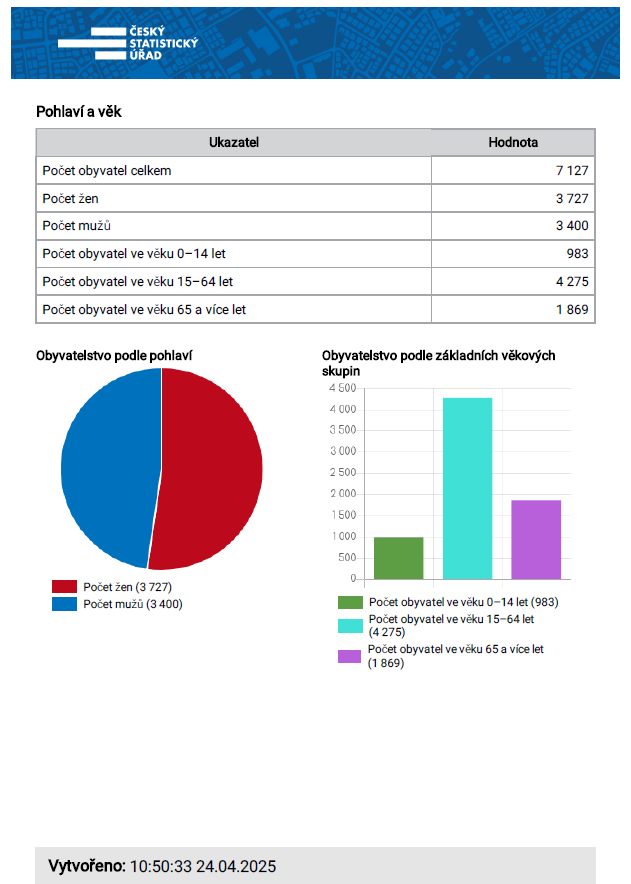 ČESKÝ
STATISTICKÝ
ÚŘAD
Pohlaví a věk
Ukazatel Hodnota
Počet obyvatel celkem 7 127
Počet žen 3 727
Počet mužů 3 400
Počet obyvatel ve věku 0–14 let 983
Počet obyvatel ve věku 15–64 let 4 275
Počet obyvatel ve věku 65 a více let 1 869
Obyvatelstvo podle pohlaví
Počet žen (3 727)
Počet mužů (3 400)
Obyvatelstvo podle základních věkových
skupin
4 500
4 000
3 500
3 000
2 500
2 000
1 500
1 000
500
0
Počet obyvatel ve věku 0–14 let (983)
Počet obyvatel ve věku 15–64 let
(4 275)
Počet obyvatel ve věku 65 a více let
(1 869)
Vytvořeno: 10:50:33 24.04.2025